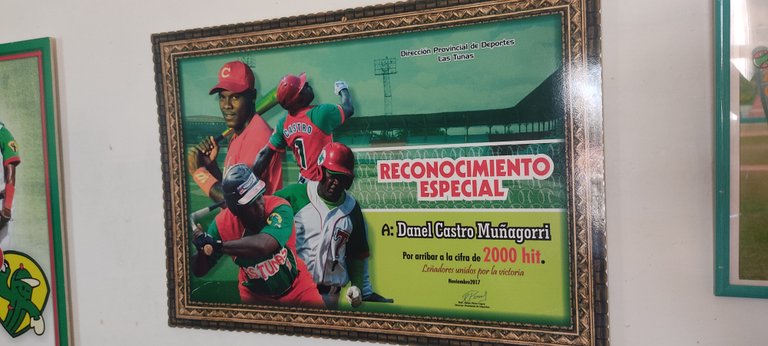 Dirección Provincial de Deportes
Las Tunas
C
CASTRO
1
RECONOCIMIENTO
ESPECIAL
A: Danel Castro Muñagorri
Por arribar a la cifra de 2000 hit.
Leñadores unidos por la victoria
Noviembre2017